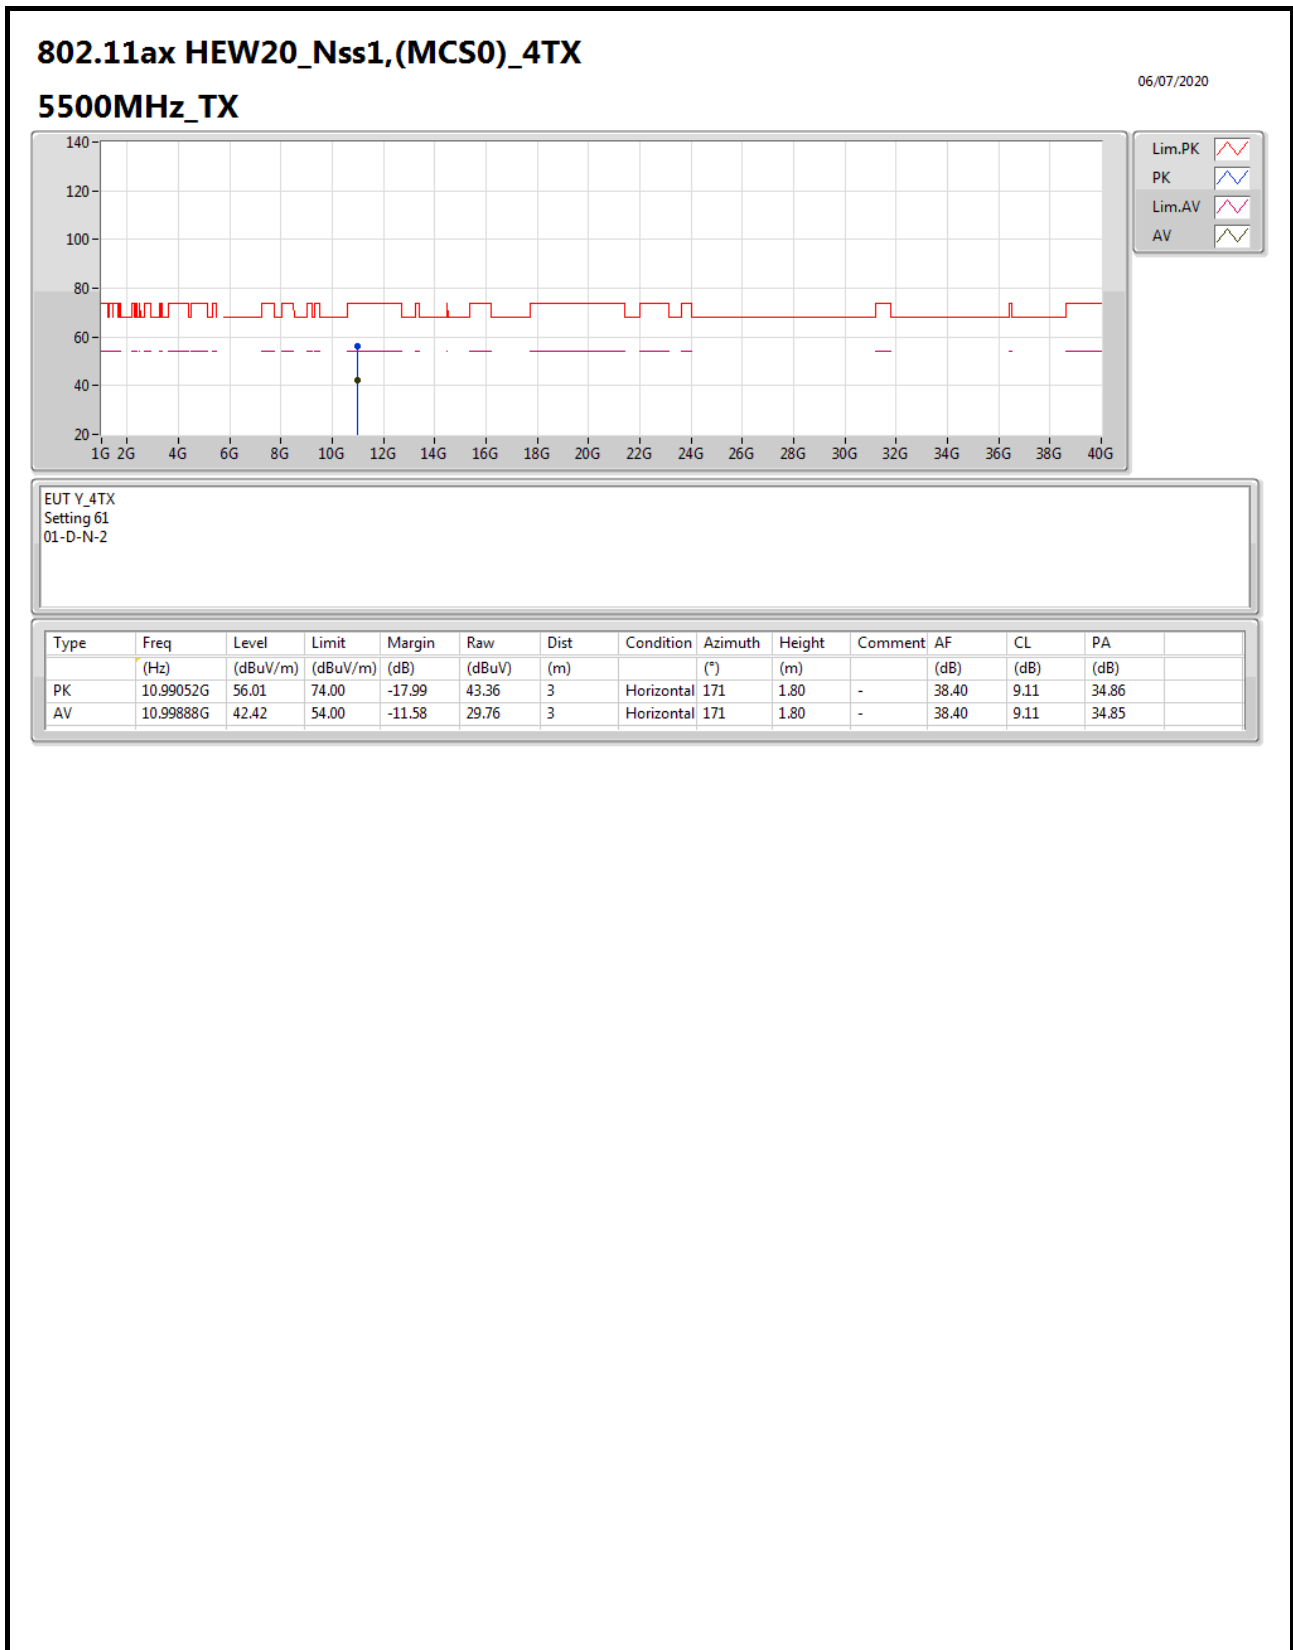 802.11ax HEW20_Nss1,(MCS0)_4TX
06/07/2020
5500MHz_TX
140
120
100
80
60
40
20
1G 2G 4G 6G 8G 10G 12G 14G 16G 18G 20G 22G 24G 26G 28G 30G 32G 34G 36G 38G 40G
Lim.PK
PK
Lim.AV
AV
EUT Y_4TX
Setting 61
01-D-N-2
Type Freq Level Limit Margin Raw Dist Condition Azimuth Height Comment AF CL PA
(Hz) (dBuV/m) (dBuV/m) (dB) (dBuV) (m) (°) (m) (dB) (dB) (dB)
PK 10.99052G 56.01 74.00 -17.99 43.36 3 Horizontal 171 1.80 - 38.40 9.11 34.86
AV 10.99888G 42.42 54.00 -11.58 29.76 3 Horizontal 171 1.80 - 38.40 9.11 34.85